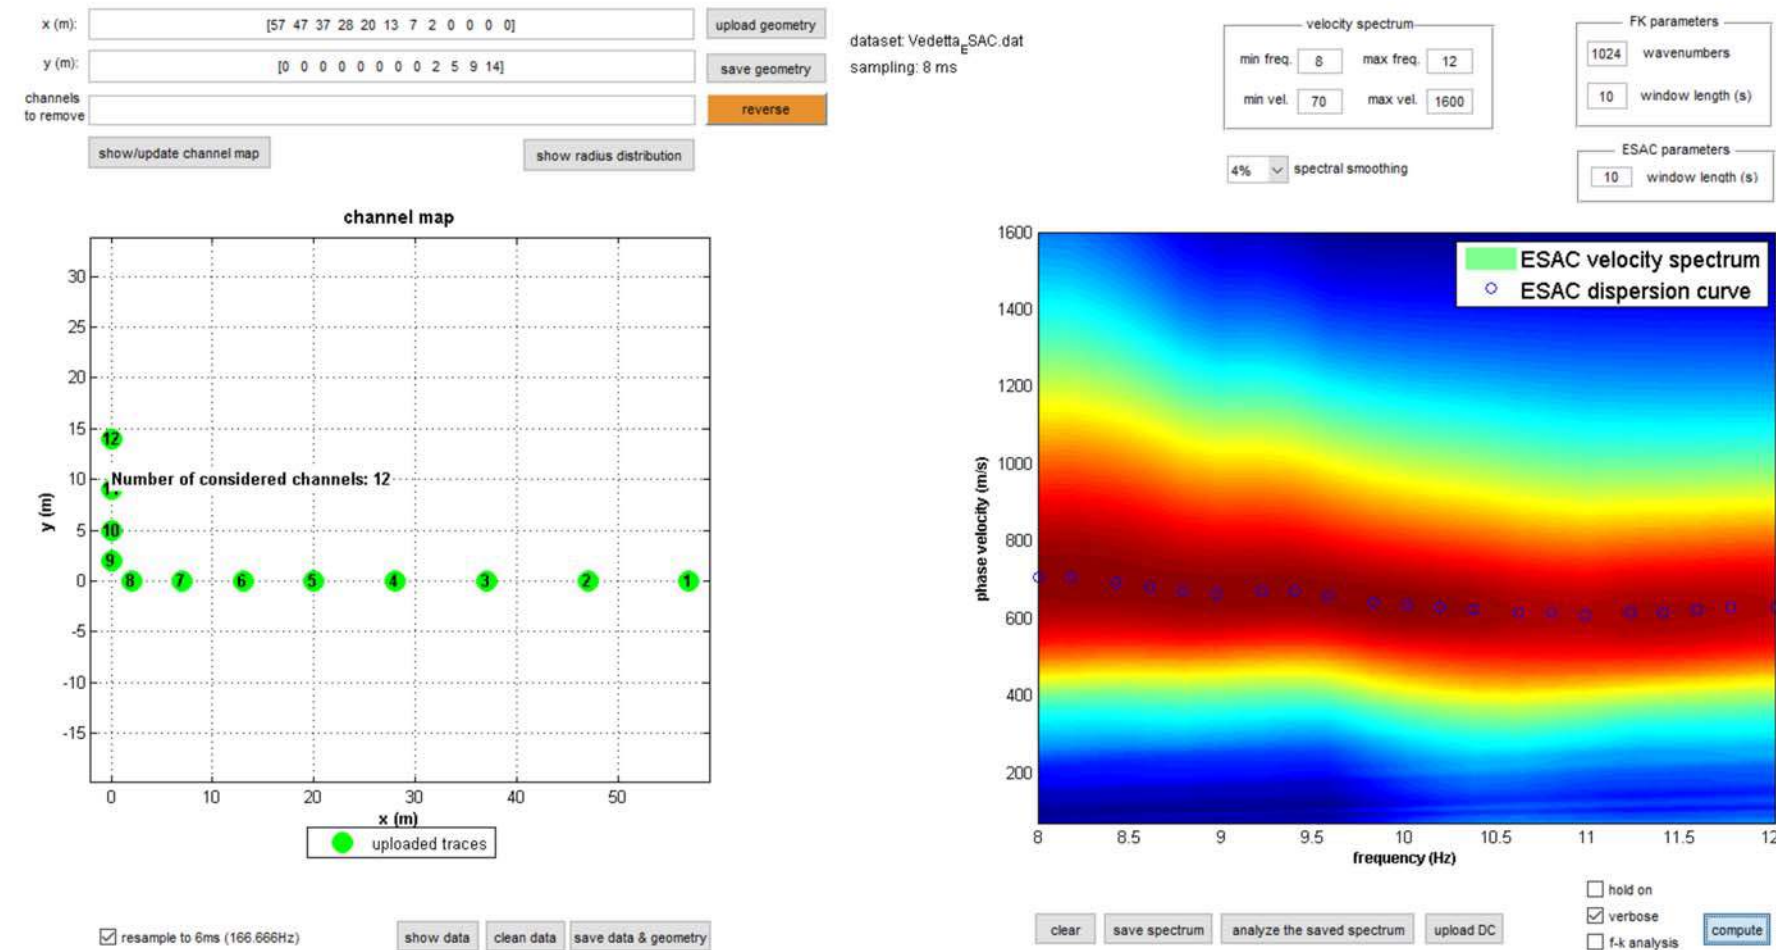 x (m):
[57 47 37 28 20 13 7 2 0 0 0 0]
upload geometry
y (m):
[0 0 0 0 0 0 0 0 2 5 9 14]
save geometry
channels
to remove
reverse
show/update channel map
show radius distribution
dataset: Vedetta_ESAC.dat
sampling: 8 ms
velocity spectrum
min freq. 8 max freq. 12
min vel. 70 max vel. 1600
4% spectral smoothing
FK parameters
1024 wavenumbers
10 window length (s)
ESAC parameters
10 window length (s)
channel map
30
25
20
15
10
5
0
-5
-10
-15
y (m)
12
Number of considered channels: 12
10
9
8 7 6 5 4 3 2 1
0 10 20 30 40 50
x (m)
uploaded traces
resample to 6ms (166.666Hz)
show data
clean data
save data & geometry
1600
1400
1200
1000
800
600
400
200
phase velocity (m/s)
ESAC velocity spectrum
ESAC dispersion curve
8 8.5 9 9.5 10 10.5 11 11.5 12
frequency (Hz)
hold on
verbose
f-k analysis
clear
save spectrum
analyze the saved spectrum
upload DC
compute